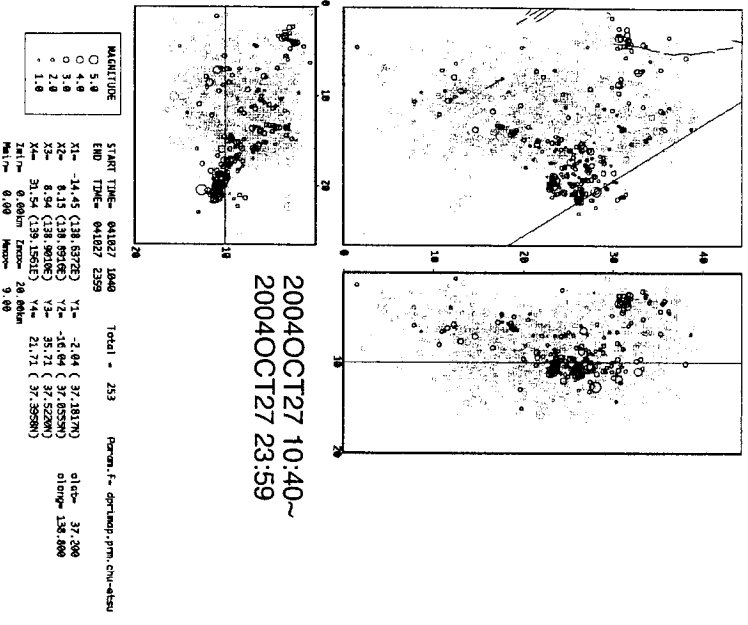 2004OCT27 10:40~
2004OCT27 23:59
MAGNITUDE
5.0
4.0
3.0
2.0
1.0
START TIME= 041027 1040 Total = 253 Param.F= dprimap.prm.chu-etsu
END TIME= 041027 2359
X1= -14.45 (138.6372E) Y1= -2.04 ( 37.1817N) olat= 37.200
X2= 8.15 (138.8916E) Y2= -16.04 ( 37.0555N) olong= 138.800
X3= 8.94 (138.9010E) Y3= 35.71 ( 37.5220N)
X4= 31.54 (139.1561E) Y4= 21.71 ( 37.3958N)
Zmin= 0.00km Zmax= 20.00km
Mmin= 0.00 Mmax= 9.00
0
10
20
10
20
0
10
20
30
40
10
20